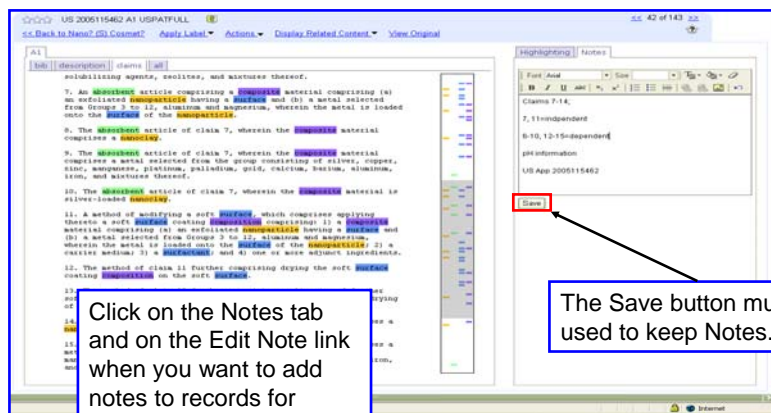 US 2005115462 A1 USPATFULL
<< 42 of 143 >>
<< Back to Nano? (S) Cosmet? Apply Label Actions Display Related Content View Original
A1
Highlighting Notes
bib description claims all
solubilizing agents, zeolites, and mixtures thereof.
7. An absorbent article comprising a composite material comprising (a)
an exfoliated nanoparticle having a surface and (b) a metal selected
from Groups 3 to 12, aluminum and magnesium, wherein the metal is loaded
onto the surface of the nanoparticle.
8. The absorbent article of claim 7, wherein the composite material
comprises a nanoclay.
9. The absorbent article of claim 7, wherein the composite material
comprises a metal selected from the group consisting of silver, copper,
zinc, manganese, platinum, palladium, gold, calcium, barium, aluminum,
iron, and mixtures thereof.
10. The absorbent article of claim 7, wherein the composite material is
silver-loaded nanoclay.
11. A method of modifying a soft surface, which comprises applying
thereto a soft surface coating composition comprising: 1) a composite
material comprising (a) an exfoliated nanoparticle having a surface and
(b) a metal selected from Groups 3 to 12, aluminum and magnesium,
wherein the metal is loaded onto the surface of the nanoparticle; 2) a
carrier medium; 3) a surfactant; and 4) one or more adjunct ingredients.
12. The method of claim 11 further comprising drying the soft surface
coating composition on the soft surface.
13.
Font Arial Size
B I U ABC
Claims 7-14;
7, 11=independent
6-10, 12-15=dependent
pH information
US App 2005115462
Save
Click on the Notes tab
and on the Edit Note link
when you want to add
notes to records for
The Save button mu
used to keep Notes.
Internet